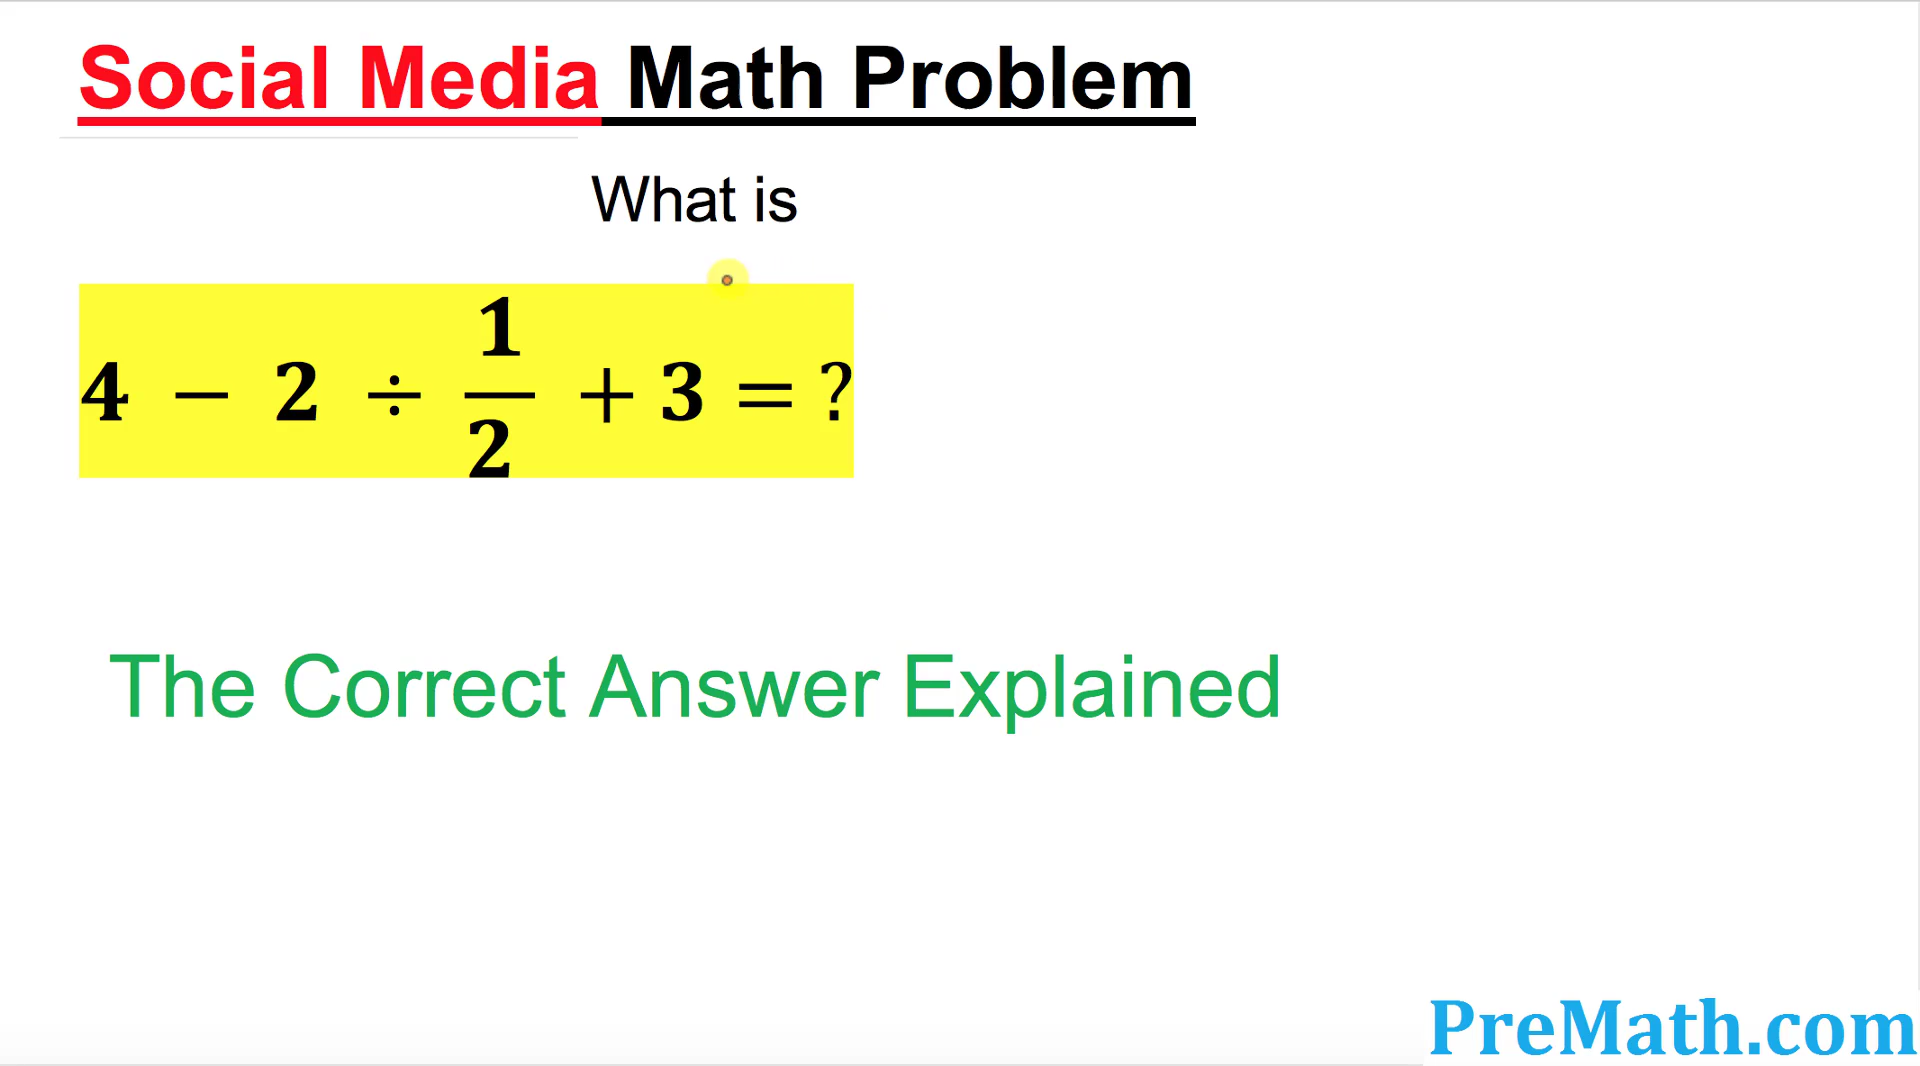 Social Media Math Problem
What is
4 − 2 ÷ 1/2 + 3 = ?
The Correct Answer Explained
PreMath.com